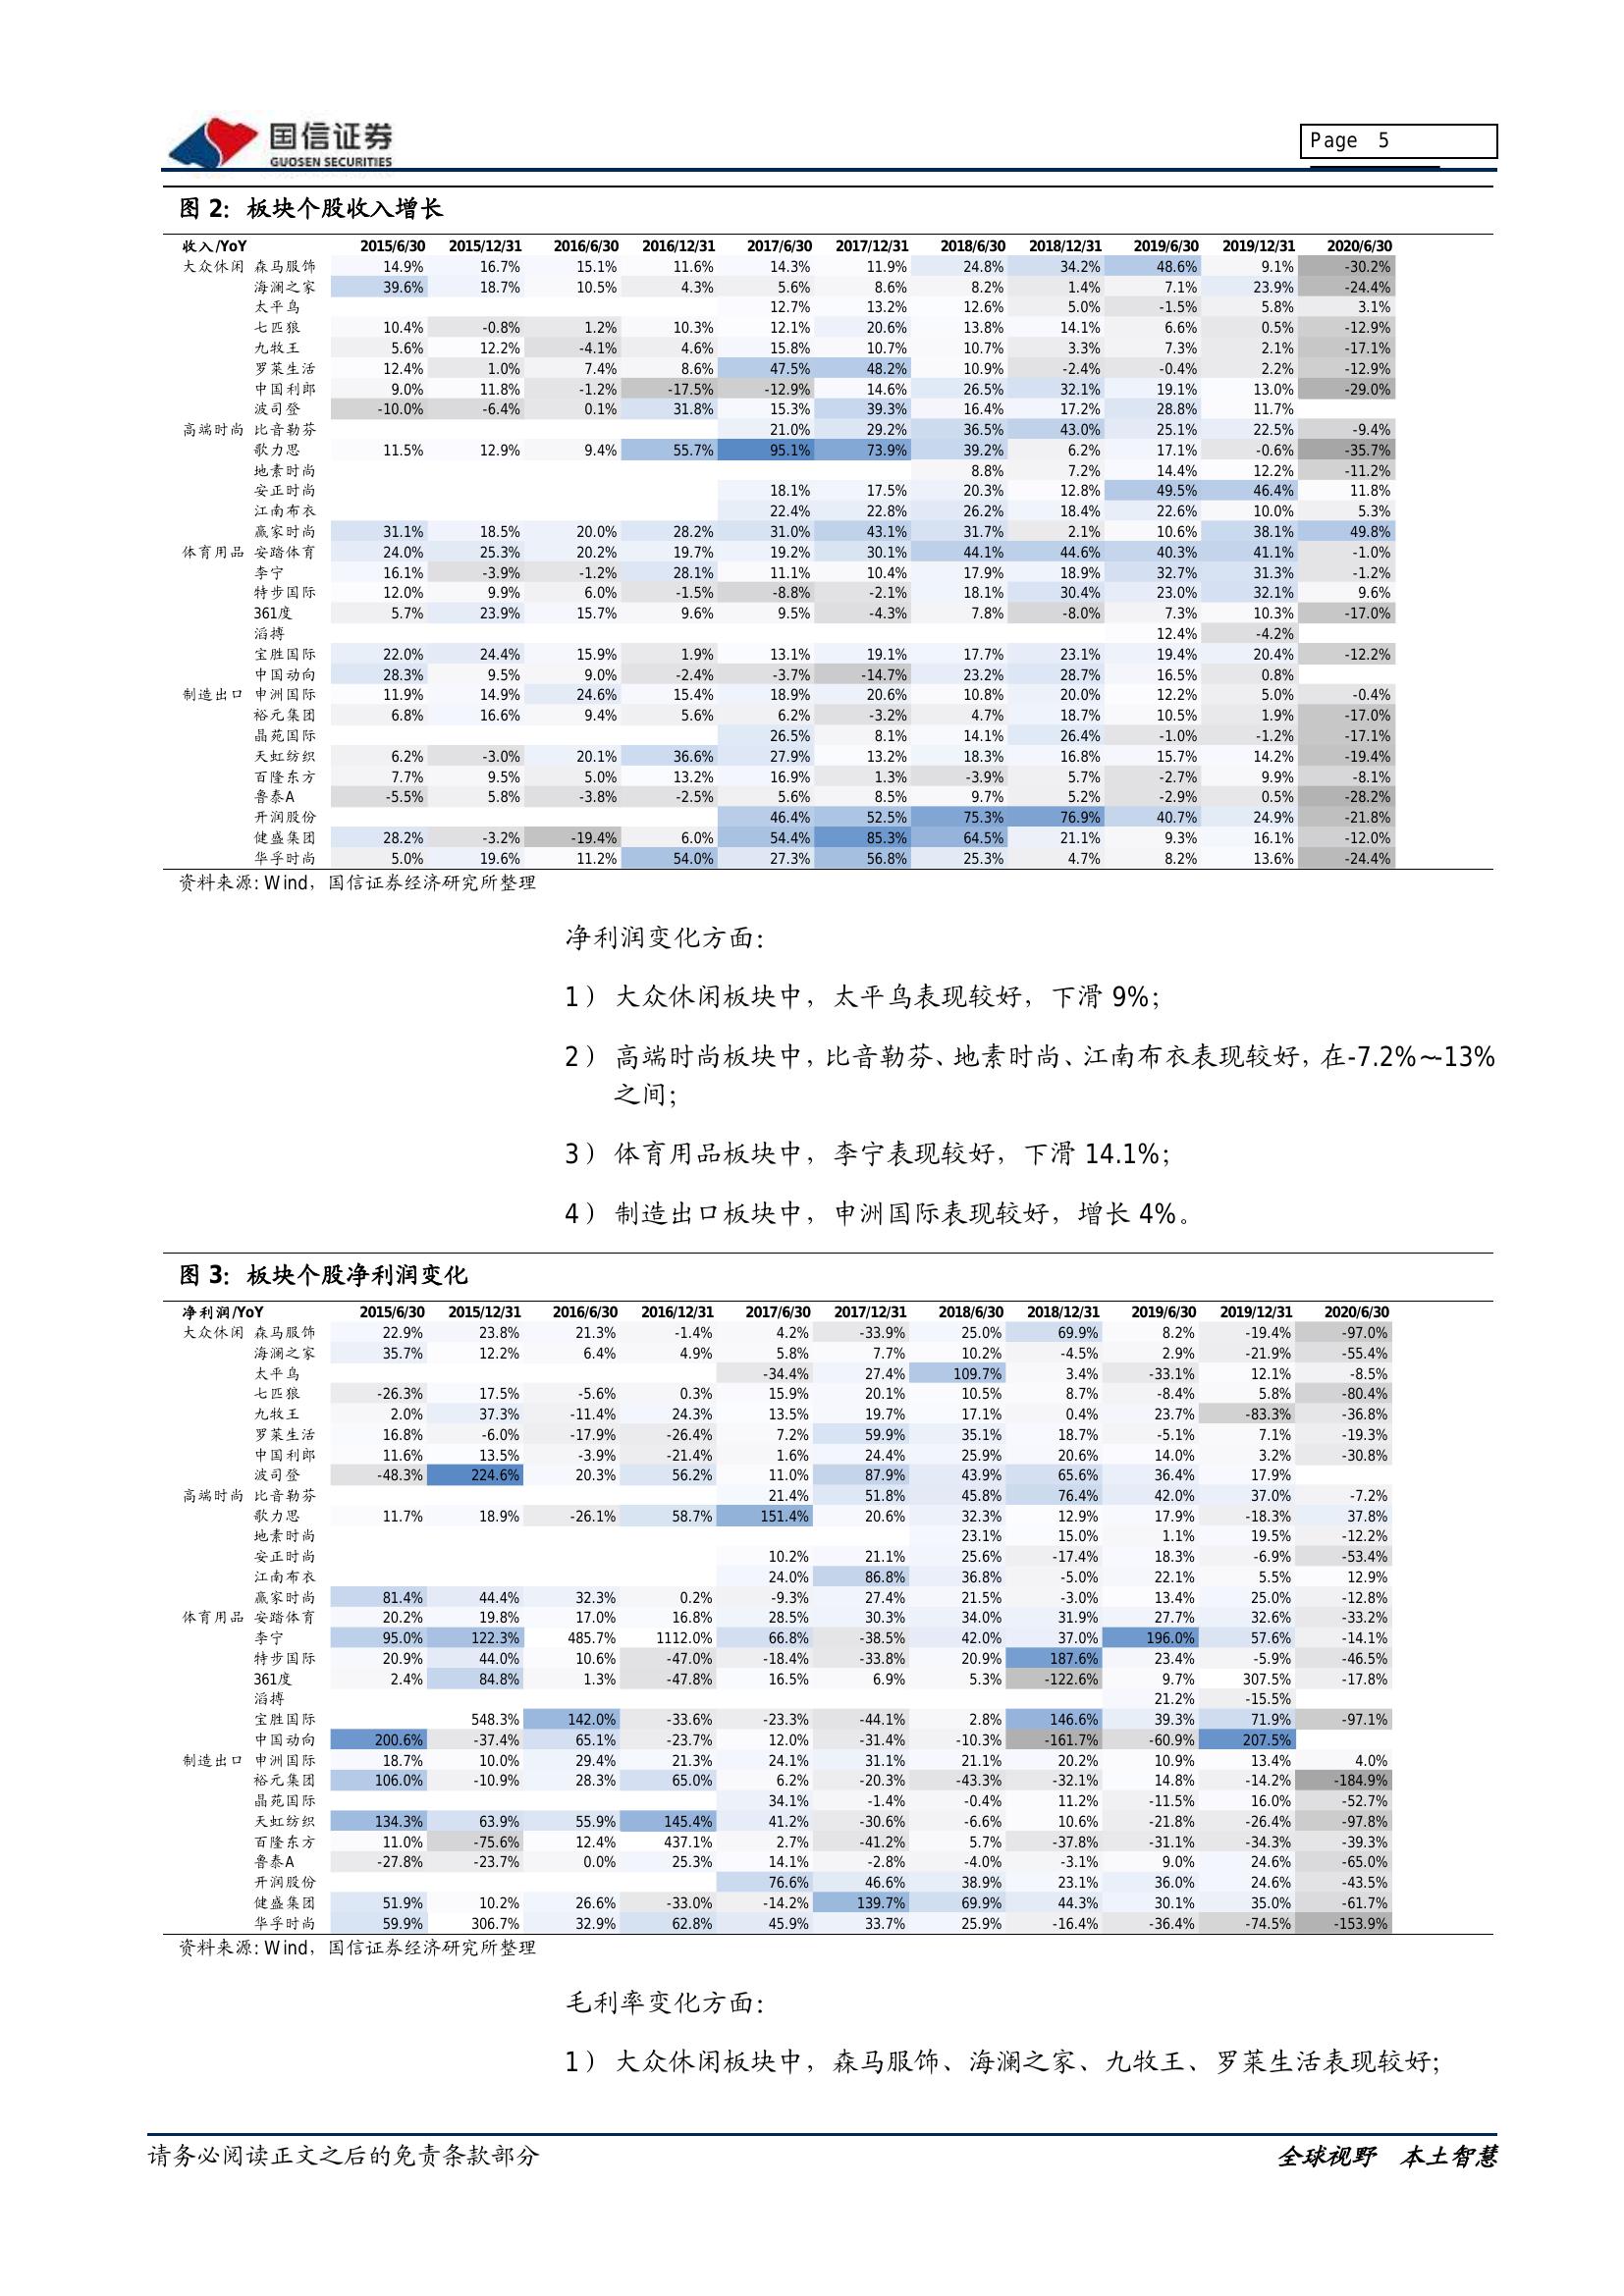 国信证券
GUOSEN SECURITIES
Page 5
图 2：板块个股收入增长
收入/YoY 2015/6/30 2015/12/31 2016/6/30 2016/12/31 2017/6/30 2017/12/31 2018/6/30 2018/12/31 2019/6/30 2019/12/31 2020/6/30
大众休闲 森马服饰 14.9% 16.7% 15.1% 11.6% 14.3% 11.9% 24.8% 34.2% 48.6% 9.1% -30.2%
海澜之家 39.6% 18.7% 10.5% 4.3% 5.6% 8.6% 8.2% 1.4% 7.1% 23.9% -24.4%
太平鸟 12.7% 13.2% 12.6% 5.0% -1.5% 5.8% 3.1%
七匹狼 10.4% -0.8% 1.2% 10.3% 12.1% 20.6% 13.8% 14.1% 6.6% 0.5% -12.9%
九牧王 5.6% 12.2% -4.1% 4.6% 15.8% 10.7% 10.7% 3.3% 7.3% 2.1% -17.1%
罗莱生活 12.4% 1.0% 7.4% 8.6% 47.5% 48.2% 10.9% -2.4% -0.4% 2.2% -12.9%
中国利郎 9.0% 11.8% -1.2% -17.5% -12.9% 14.6% 26.5% 32.1% 19.1% 13.0% -29.0%
波司登 -10.0% -6.4% 0.1% 31.8% 15.3% 39.3% 16.4% 17.2% 28.8% 11.7%
高端时尚 比音勒芬 21.0% 29.2% 36.5% 43.0% 25.1% 22.5% -9.4%
歌力思 11.5% 12.9% 9.4% 55.7% 95.1% 73.9% 39.2% 6.2% 17.1% -0.6% -35.7%
地素时尚 8.8% 7.2% 14.4% 12.2% -11.2%
安正时尚 18.1% 17.5% 20.3% 12.8% 49.5% 46.4% 11.8%
江南布衣 22.4% 22.8% 26.2% 18.4% 22.6% 10.0% 5.3%
赢家时尚 31.1% 18.5% 20.0% 28.2% 31.0% 43.1% 31.7% 2.1% 10.6% 38.1% 49.8%
体育用品 安踏体育 24.0% 25.3% 20.2% 19.7% 19.2% 30.1% 44.1% 44.6% 40.3% 41.1% -1.0%
李宁 16.1% -3.9% -1.2% 28.1% 11.1% 10.4% 17.9% 18.9% 32.7% 31.3% -1.2%
特步国际 12.0% 9.9% 6.0% -1.5% -8.8% -2.1% 18.1% 30.4% 23.0% 32.1% 9.6%
361度 5.7% 23.9% 15.7% 9.6% 9.5% -4.3% 7.8% -8.0% 7.3% 10.3% -17.0%
滔搏 12.4% -4.2%
宝胜国际 22.0% 24.4% 15.9% 1.9% 13.1% 19.1% 17.7% 23.1% 19.4% 20.4% -12.2%
中国动向 28.3% 9.5% 9.0% -2.4% -3.7% -14.7% 23.2% 28.7% 16.5% 0.8%
制造出口 申洲国际 11.9% 14.9% 24.6% 15.4% 18.9% 20.6% 10.8% 20.0% 12.2% 5.0% -0.4%
裕元集团 6.8% 16.6% 9.4% 5.6% 6.2% -3.2% 4.7% 18.7% 10.5% 1.9% -17.0%
晶苑国际 26.5% 8.1% 14.1% 26.4% -1.0% -1.2% -17.1%
天虹纺织 6.2% -3.0% 20.1% 36.6% 27.9% 13.2% 18.3% 16.8% 15.7% 14.2% -19.4%
百隆东方 7.7% 9.5% 5.0% 13.2% 16.9% 1.3% -3.9% 5.7% -2.7% 9.9% -8.1%
鲁泰A -5.5% 5.8% -3.8% -2.5% 5.6% 8.5% 9.7% 5.2% -2.9% 0.5% -28.2%
开润股份 46.4% 52.5% 75.3% 76.9% 40.7% 24.9% -21.8%
健盛集团 28.2% -3.2% -19.4% 6.0% 54.4% 85.3% 64.5% 21.1% 9.3% 16.1% -12.0%
华孚时尚 5.0% 19.6% 11.2% 54.0% 27.3% 56.8% 25.3% 4.7% 8.2% 13.6% -24.4%
资料来源: Wind，国信证券经济研究所整理
净利润变化方面：
1） 大众休闲板块中，太平鸟表现较好，下滑 9%；
2） 高端时尚板块中，比音勒芬、地素时尚、江南布衣表现较好，在-7.2%~-13%
之间；
3） 体育用品板块中，李宁表现较好，下滑 14.1%；
4） 制造出口板块中，申洲国际表现较好，增长 4%。
图 3：板块个股净利润变化
净利润/YoY 2015/6/30 2015/12/31 2016/6/30 2016/12/31 2017/6/30 2017/12/31 2018/6/30 2018/12/31 2019/6/30 2019/12/31 2020/6/30
大众休闲 森马服饰 22.9% 23.8% 21.3% -1.4% 4.2% -33.9% 25.0% 69.9% 8.2% -19.4% -97.0%
海澜之家 35.7% 12.2% 6.4% 4.9% 5.8% 7.7% 10.2% -4.5% 2.9% -21.9% -55.4%
太平鸟 -34.4% 27.4% 109.7% 3.4% -33.1% 12.1% -8.5%
七匹狼 -26.3% 17.5% -5.6% 0.3% 15.9% 20.1% 10.5% 8.7% -8.4% 5.8% -80.4%
九牧王 2.0% 37.3% -11.4% 24.3% 13.5% 19.7% 17.1% 0.4% 23.7% -83.3% -36.8%
罗莱生活 16.8% -6.0% -17.9% -26.4% 7.2% 59.9% 35.1% 18.7% -5.1% 7.1% -19.3%
中国利郎 11.6% 13.5% -3.9% -21.4% 1.6% 24.4% 25.9% 20.6% 14.0% 3.2% -30.8%
波司登 -48.3% 224.6% 20.3% 56.2% 11.0% 87.9% 43.9% 65.6% 36.4% 17.9%
高端时尚 比音勒芬 21.4% 51.8% 45.8% 76.4% 42.0% 37.0% -7.2%
歌力思 11.7% 18.9% -26.1% 58.7% 151.4% 20.6% 32.3% 12.9% 17.9% -18.3% 37.8%
地素时尚 23.1% 15.0% 1.1% 19.5% -12.2%
安正时尚 10.2% 21.1% 25.6% -17.4% 18.3% -6.9% -53.4%
江南布衣 24.0% 86.8% 36.8% -5.0% 22.1% 5.5% 12.9%
赢家时尚 81.4% 44.4% 32.3% 0.2% -9.3% 27.4% 21.5% -3.0% 13.4% 25.0% -12.8%
体育用品 安踏体育 20.2% 19.8% 17.0% 16.8% 28.5% 30.3% 34.0% 31.9% 27.7% 32.6% -33.2%
李宁 95.0% 122.3% 485.7% 1112.0% 66.8% -38.5% 42.0% 37.0% 196.0% 57.6% -14.1%
特步国际 20.9% 44.0% 10.6% -47.0% -18.4% -33.8% 20.9% 187.6% 23.4% -5.9% -46.5%
361度 2.4% 84.8% 1.3% -47.8% 16.5% 6.9% 5.3% -122.6% 9.7% 307.5% -17.8%
滔搏 21.2% -15.5%
宝胜国际 548.3% 142.0% -33.6% -23.3% -44.1% 2.8% 146.6% 39.3% 71.9% -97.1%
中国动向 200.6% -37.4% 65.1% -23.7% 12.0% -31.4% -10.3% -161.7% -60.9% 207.5%
制造出口 申洲国际 18.7% 10.0% 29.4% 21.3% 24.1% 31.1% 21.1% 20.2% 10.9% 13.4% 4.0%
裕元集团 106.0% -10.9% 28.3% 65.0% 6.2% -20.3% -43.3% -32.1% 14.8% -14.2% -184.9%
晶苑国际 34.1% -1.4% -0.4% 11.2% -11.5% 16.0% -52.7%
天虹纺织 134.3% 63.9% 55.9% 145.4% 41.2% -30.6% -6.6% 10.6% -21.8% -26.4% -97.8%
百隆东方 11.0% -75.6% 12.4% 437.1% 2.7% -41.2% 5.7% -37.8% -31.1% -34.3% -39.3%
鲁泰A -27.8% -23.7% 0.0% 25.3% 14.1% -2.8% -4.0% -3.1% 9.0% 24.6% -65.0%
开润股份 76.6% 46.6% 38.9% 23.1% 36.0% 24.6% -43.5%
健盛集团 51.9% 10.2% 26.6% -33.0% -14.2% 139.7% 69.9% 44.3% 30.1% 35.0% -61.7%
华孚时尚 59.9% 306.7% 32.9% 62.8% 45.9% 33.7% 25.9% -16.4% -36.4% -74.5% -153.9%
资料来源: Wind，国信证券经济研究所整理
毛利率变化方面：
1） 大众休闲板块中，森马服饰、海澜之家、九牧王、罗莱生活表现较好；
请务必阅读正文之后的免责条款部分
全球视野 本土智慧